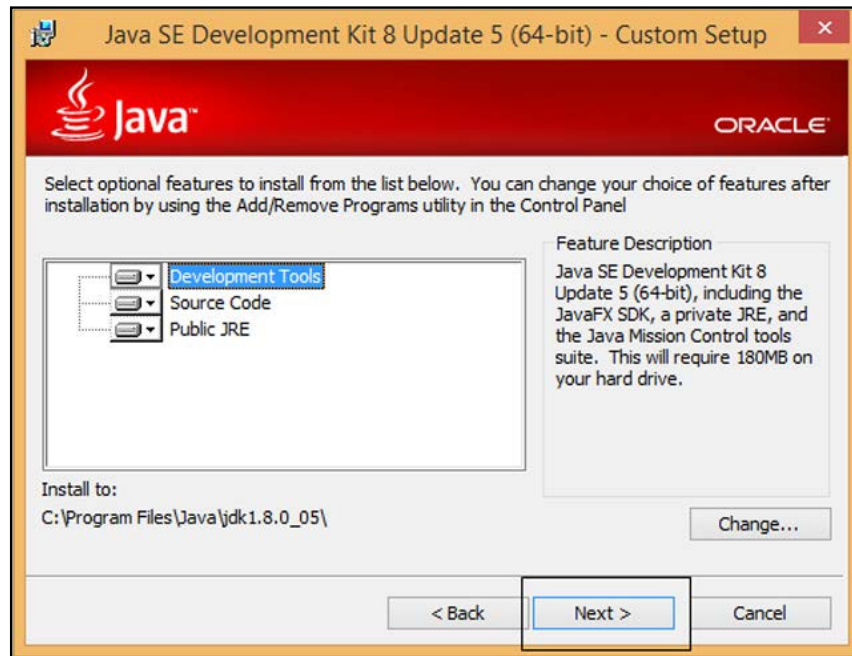 Java SE Development Kit 8 Update 5 (64-bit) - Custom Setup
Java™
ORACLE
Select optional features to install from the list below. You can change your choice of features after
installation by using the Add/Remove Programs utility in the Control Panel
Development Tools
Source Code
Public JRE
Feature Description
Java SE Development Kit 8
Update 5 (64-bit), including the
JavaFX SDK, a private JRE, and
the Java Mission Control tools
suite. This will require 180MB on
your hard drive.
Install to:
C:\Program Files\Java\jdk1.8.0_05\
Change...
< Back
Next >
Cancel